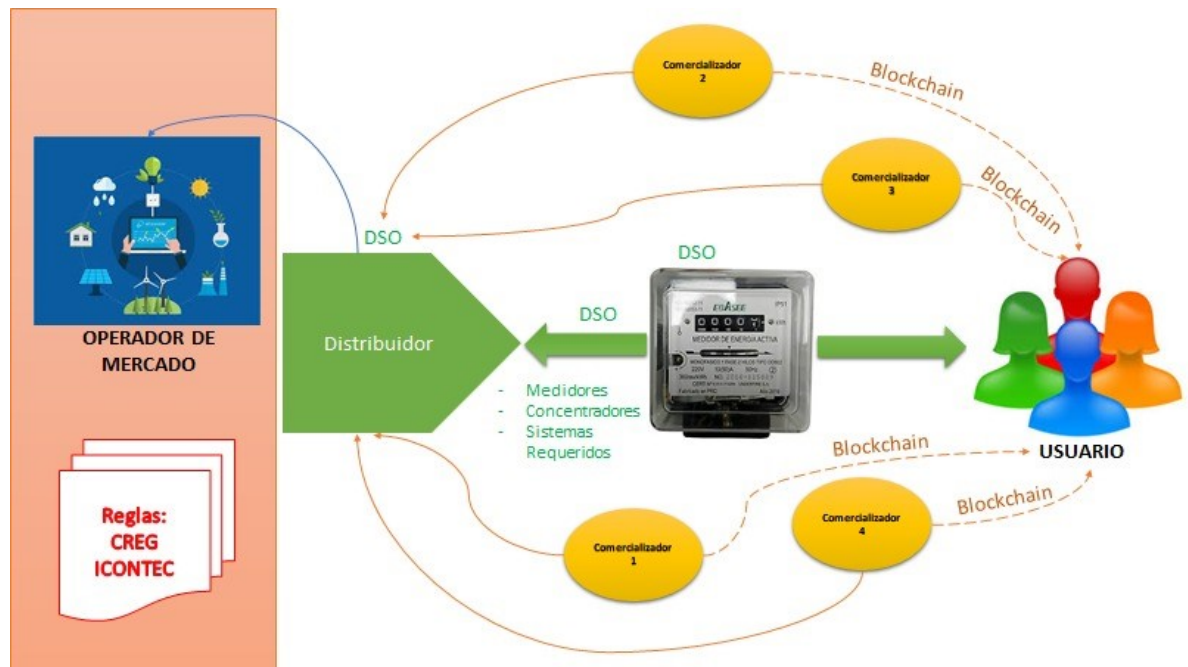 Comercializador
2
Blockchain
Comercializador
3
Blockchain
DSO
DSO
DSO
OPERADOR DE
MERCADO
Distribuidor
- Medidores
- Concentradores
- Sistemas
Requeridos
MEDIDOR DE ENERGIA ACTIVA
220V
Blockchain
USUARIO
Reglas:
CREG
ICONTEC
Comercializador
1
Comercializador
4
Blockchain